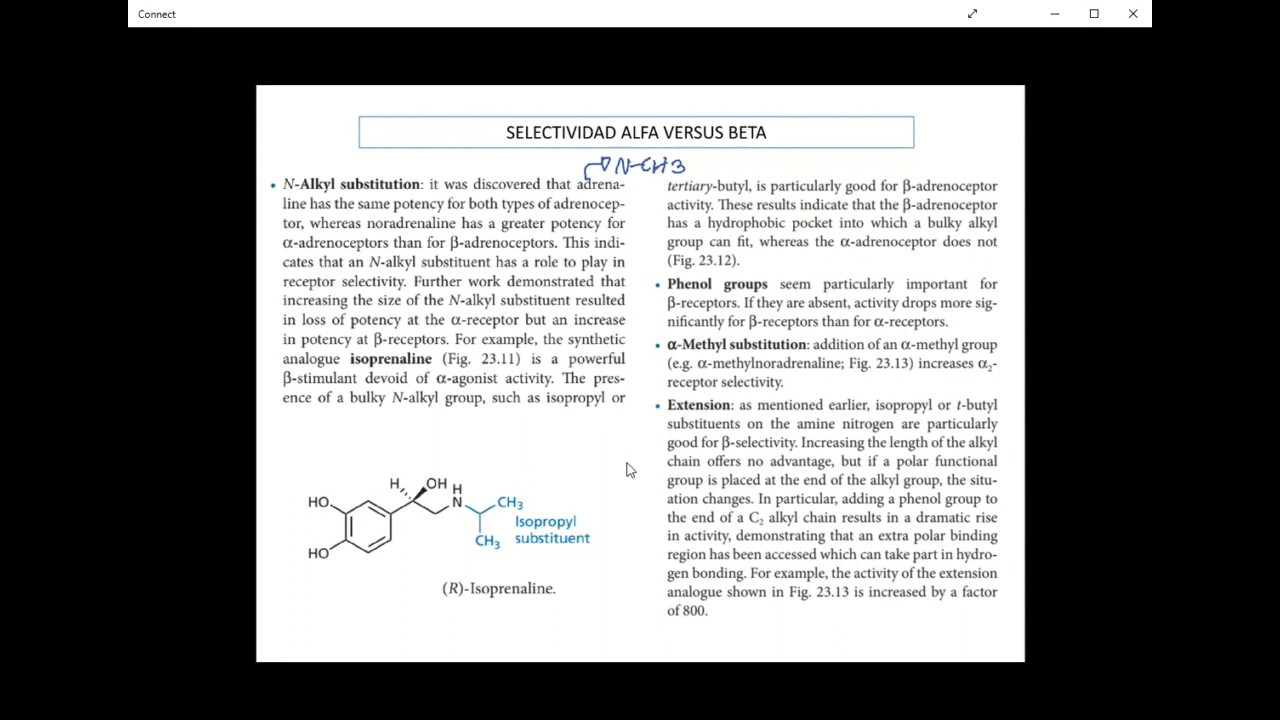 Connect
SELECTIVIDAD ALFA VERSUS BETA
N-CH3
• N-Alkyl substitution: it was discovered that adrena-
line has the same potency for both types of adrenocep-
tor, whereas noradrenaline has a greater potency for
α-adrenoceptors than for β-adrenoceptors. This indi-
cates that an N-alkyl substituent has a role to play in
receptor selectivity. Further work demonstrated that
increasing the size of the N-alkyl substituent resulted
in loss of potency at the α-receptor but an increase
in potency at β-receptors. For example, the synthetic
analogue isoprenaline (Fig. 23.11) is a powerful
β-stimulant devoid of α-agonist activity. The pres-
ence of a bulky N-alkyl group, such as isopropyl or
H OH H
HO N CH3
Isopropyl
CH3 substituent
HO
(R)-Isoprenaline.
tertiary-butyl, is particularly good for β-adrenoceptor
activity. These results indicate that the β-adrenoceptor
has a hydrophobic pocket into which a bulky alkyl
group can fit, whereas the α-adrenoceptor does not
(Fig. 23.12).
• Phenol groups seem particularly important for
β-receptors. If they are absent, activity drops more sig-
nificantly for β-receptors than for α-receptors.
• α-Methyl substitution: addition of an α-methyl group
(e.g. α-methylnoradrenaline; Fig. 23.13) increases α₂-
receptor selectivity.
• Extension: as mentioned earlier, isopropyl or t-butyl
substituents on the amine nitrogen are particularly
good for β-selectivity. Increasing the length of the alkyl
chain offers no advantage, but if a polar functional
group is placed at the end of the alkyl group, the situ-
ation changes. In particular, adding a phenol group to
the end of a C₂ alkyl chain results in a dramatic rise
in activity, demonstrating that an extra polar binding
region has been accessed which can take part in hydro-
gen bonding. For example, the activity of the extension
analogue shown in Fig. 23.13 is increased by a factor
of 800.